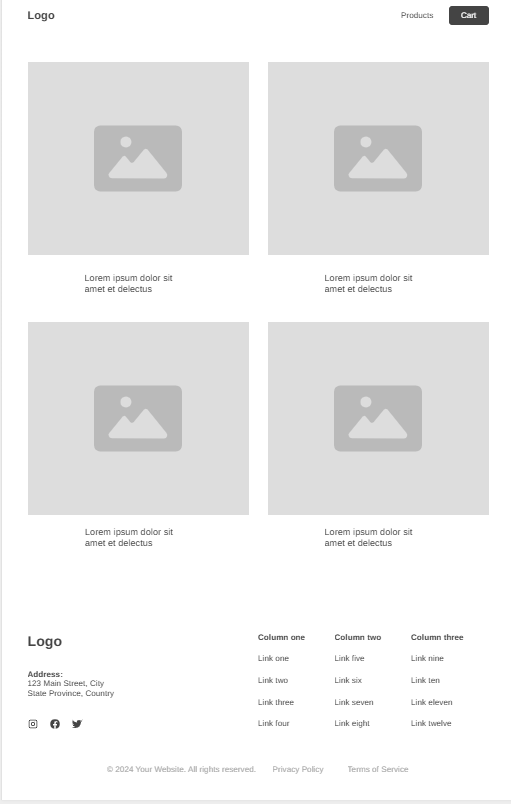 Logo
Products
Cart
Lorem ipsum dolor sit
amet et delectus
Lorem ipsum dolor sit
amet et delectus
Lorem ipsum dolor sit
amet et delectus
Lorem ipsum dolor sit
amet et delectus
Logo
Address:
123 Main Street, City
State Province, Country
Column one
Link one
Link two
Link three
Link four
Column two
Link five
Link six
Link seven
Link eight
Column three
Link nine
Link ten
Link eleven
Link twelve
© 2024 Your Website. All rights reserved.
Privacy Policy
Terms of Service